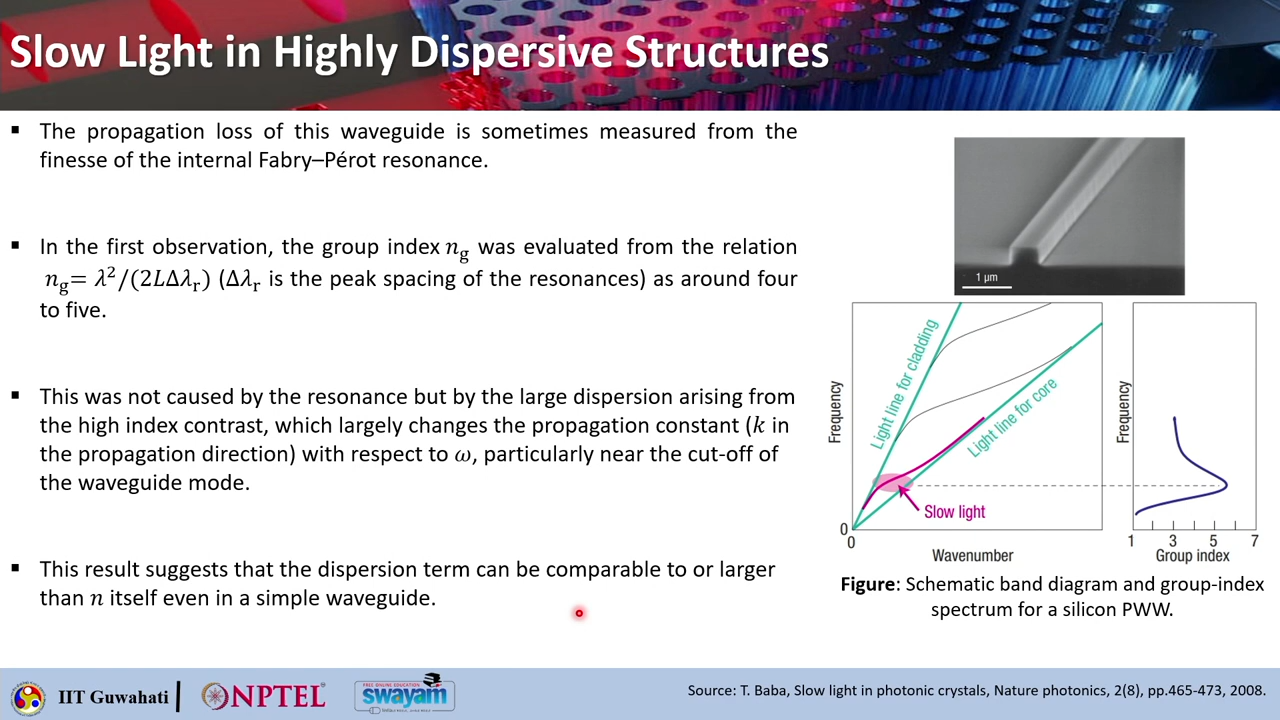 Slow Light in Highly Dispersive Structures
▪ The propagation loss of this waveguide is sometimes measured from the
finesse of the internal Fabry–Pérot resonance.
▪ In the first observation, the group index n_g was evaluated from the relation
n_g= λ²/(2LΔλ_r) (Δλ_r is the peak spacing of the resonances) as around four
to five.
▪ This was not caused by the resonance but by the large dispersion arising from
the high index contrast, which largely changes the propagation constant (k in
the propagation direction) with respect to ω, particularly near the cut-off of
the waveguide mode.
▪ This result suggests that the dispersion term can be comparable to or larger
than n itself even in a simple waveguide.
1 μm
Frequency
Light line for cladding
Light line for core
Slow light
0
0
Wavenumber
Frequency
1 3 5 7
Group index
Figure: Schematic band diagram and group-index
spectrum for a silicon PWW.
IIT Guwahati
NPTEL
FREE ONLINE EDUCATION
swayam
Source: T. Baba, Slow light in photonic crystals, Nature photonics, 2(8), pp.465-473, 2008.